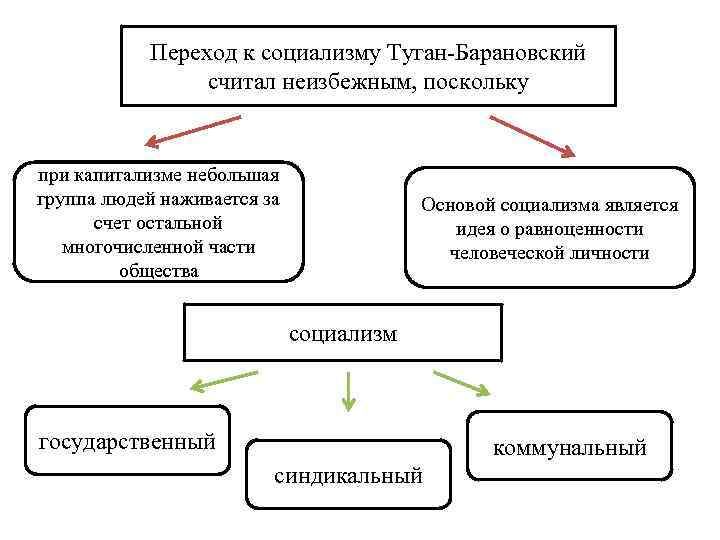 Переход к социализму Туган-Барановский
считал неизбежным, поскольку
при капитализме небольшая
группа людей наживается за
счет остальной
многочисленной части
общества
Основой социализма является
идея о равноценности
человеческой личности
социализм
государственный
синдикальный
коммунальный